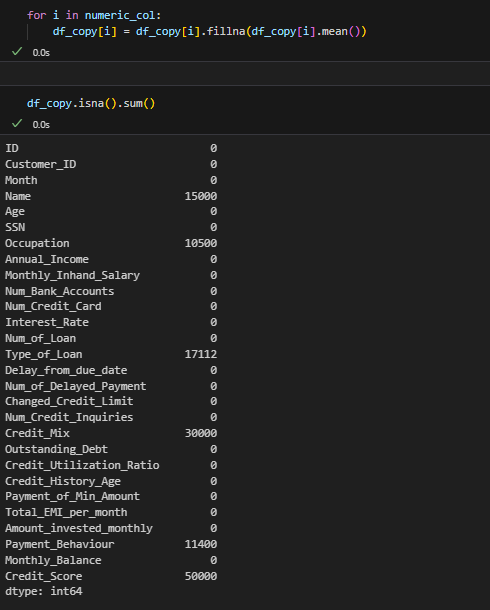 for i in numeric_col:
    df_copy[i] = df_copy[i].fillna(df_copy[i].mean())
0.0s
df_copy.isna().sum()
0.0s
ID 0
Customer_ID 0
Month 0
Name 15000
Age 0
SSN 0
Occupation 10500
Annual_Income 0
Monthly_Inhand_Salary 0
Num_Bank_Accounts 0
Num_Credit_Card 0
Interest_Rate 0
Num_of_Loan 0
Type_of_Loan 17112
Delay_from_due_date 0
Num_of_Delayed_Payment 0
Changed_Credit_Limit 0
Num_Credit_Inquiries 0
Credit_Mix 30000
Outstanding_Debt 0
Credit_Utilization_Ratio 0
Credit_History_Age 0
Payment_of_Min_Amount 0
Total_EMI_per_month 0
Amount_invested_monthly 0
Payment_Behaviour 11400
Monthly_Balance 0
Credit_Score 50000
dtype: int64